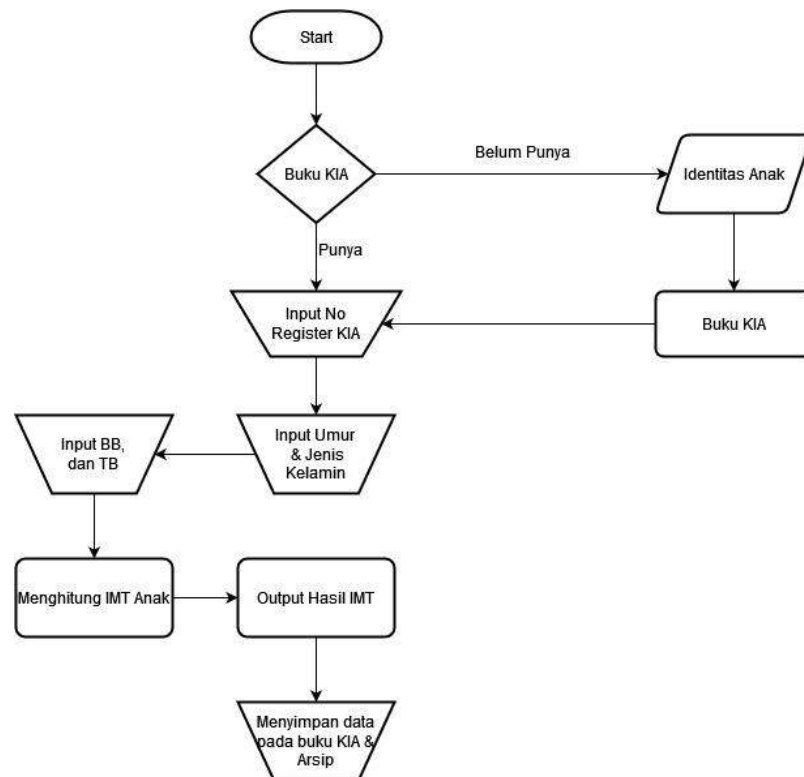 Start
Buku KIA
Belum Punya
Identitas Anak
Punya
Input No
Register KIA
Buku KIA
Input BB,
dan TB
Input Umur
& Jenis
Kelamin
Menghitung IMT Anak
Output Hasil IMT
Menyimpan data
pada buku KIA &
Arsip